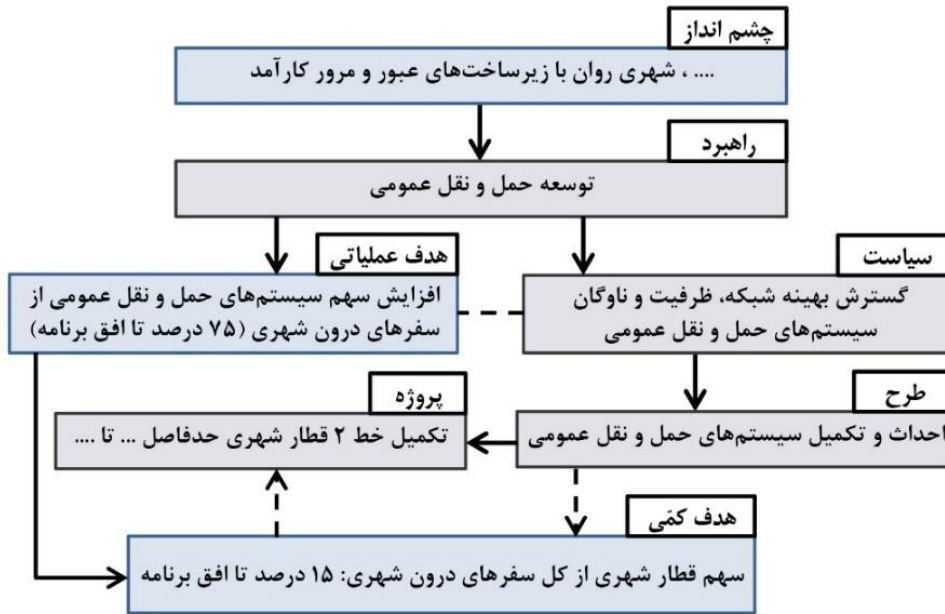 چشم انداز
.... ، شهری روان با زیرساخت‌های عبور و مرور کارآمد
راهبرد
توسعه حمل و نقل عمومی
سیاست
گسترش بهینه شبکه، ظرفیت و ناوگان
سیستم‌های حمل و نقل عمومی
هدف عملیاتی
افزایش سهم سیستم‌های حمل و نقل عمومی از
سفرهای درون شهری (۷۵ درصد تا افق برنامه)
طرح
احداث و تکمیل سیستم‌های حمل و نقل عمومی
پروژه
تکمیل خط ۲ قطار شهری حدفاصل ... تا ....
هدف کمّی
سهم قطار شهری از کل سفرهای درون شهری: ۱۵ درصد تا افق برنامه